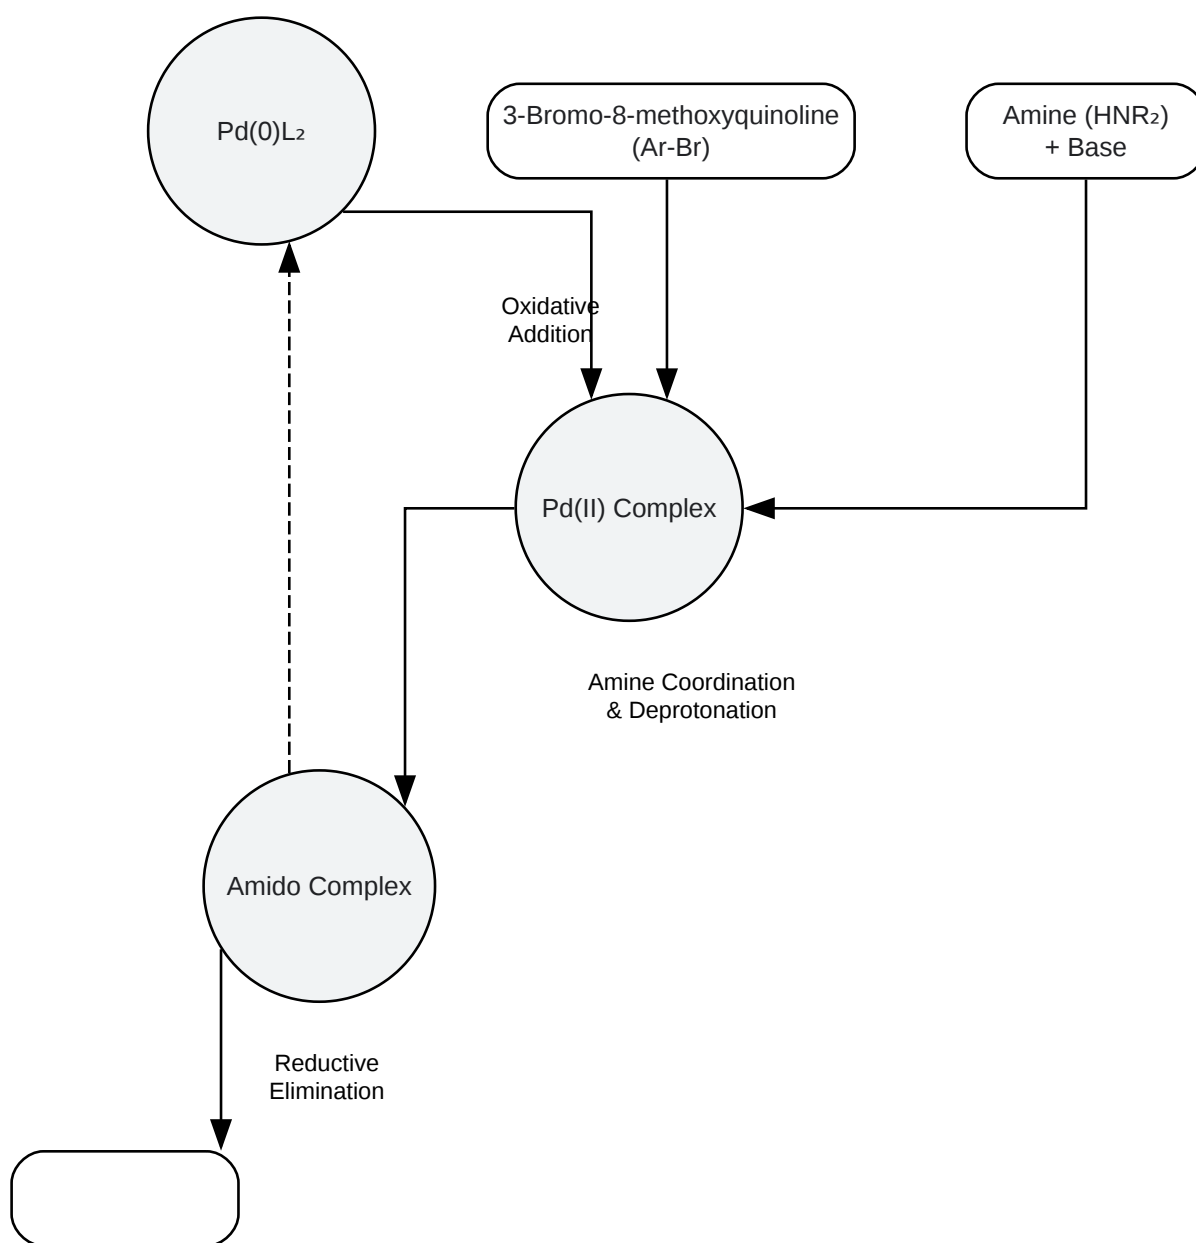 Pd(0)L₂
3-Bromo-8-methoxyquinoline
(Ar-Br)
Amine (HNR₂)
+ Base
Oxidative
Addition
Pd(II) Complex
Amine Coordination
& Deprotonation
Amido Complex
Reductive
Elimination